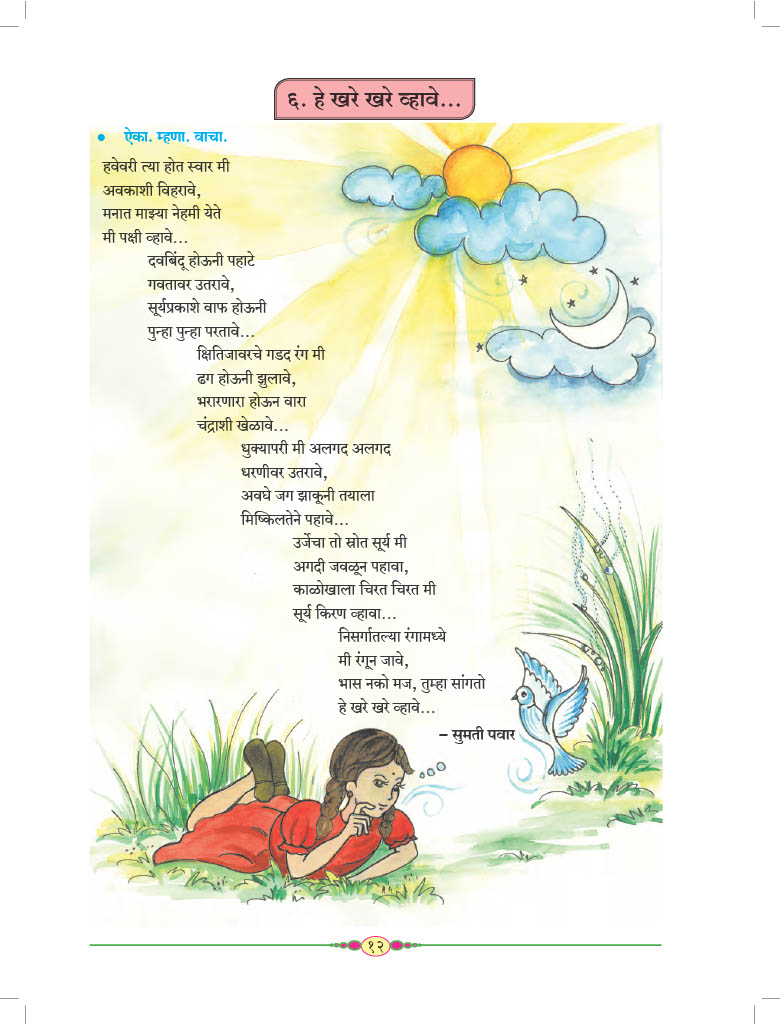 ६. हे खरे खरे व्हावे...
• ऐका. म्हणा. वाचा.
हवेवरी त्या होत स्वार मी
अवकाशी विहरावे,
मनात माझ्या नेहमी येते
मी पक्षी व्हावे...
दवबिंदू होऊनी पहाटे
गवतावर उतरावे,
सूर्यप्रकाशे वाफ होऊनी
पुन्हा पुन्हा परतावे...
क्षितिजावरचे गडद रंग मी
ढग होऊनी झुलावे,
भरारणारा होऊन वारा
चंद्राशी खेळावे...
धुक्यापरी मी अलगद अलगद
धरणीवर उतरावे,
अवघे जग झाकूनी तयाला
मिष्किलतेने पहावे...
उर्जेचा तो स्रोत सूर्य मी
अगदी जवळून पहावा,
काळोखाला चिरत चिरत मी
सूर्य किरण व्हावा...
निसर्गातल्या रंगामध्ये
मी रंगून जावे,
भास नको मज, तुम्हा सांगतो
हे खरे खरे व्हावे...
– सुमती पवार
१२